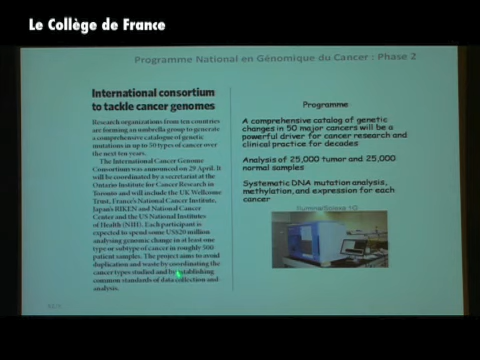 Le Collège de France
Programme National en Génomique du Cancer : Phase 2
International consortium
to tackle cancer genomes
Research organizations from ten countries
are forming an umbrella group to generate
a comprehensive catalogue of genetic
mutations in up to 50 types of cancer over
the next ten years.
The International Cancer Genome
Consortium was announced on 29 April. It
will be coordinated by a secretariat at the
Ontario Institute for Cancer Research in
Toronto and will include the UK Wellcome
Trust, France's National Cancer Institute,
Japan's RIKEN and National Cancer
Center and the US National Institutes
of Health (NIH). Each participant is
expected to spend some US$20 million
analysing genomic change in at least one
type or subtype of cancer in roughly 500
patient samples. The project aims to avoid
duplication and waste by coordinating the
cancer types studied and by establishing
common standards of data collection and
analysis.
Programme
A comprehensive catalog of genetic
changes in 50 major cancers will be a
powerful driver for cancer research and
clinical practice for decades
Analysis of 25,000 tumor and 25,000
normal samples
Systematic DNA mutation analysis,
methylation, and expression for each
cancer